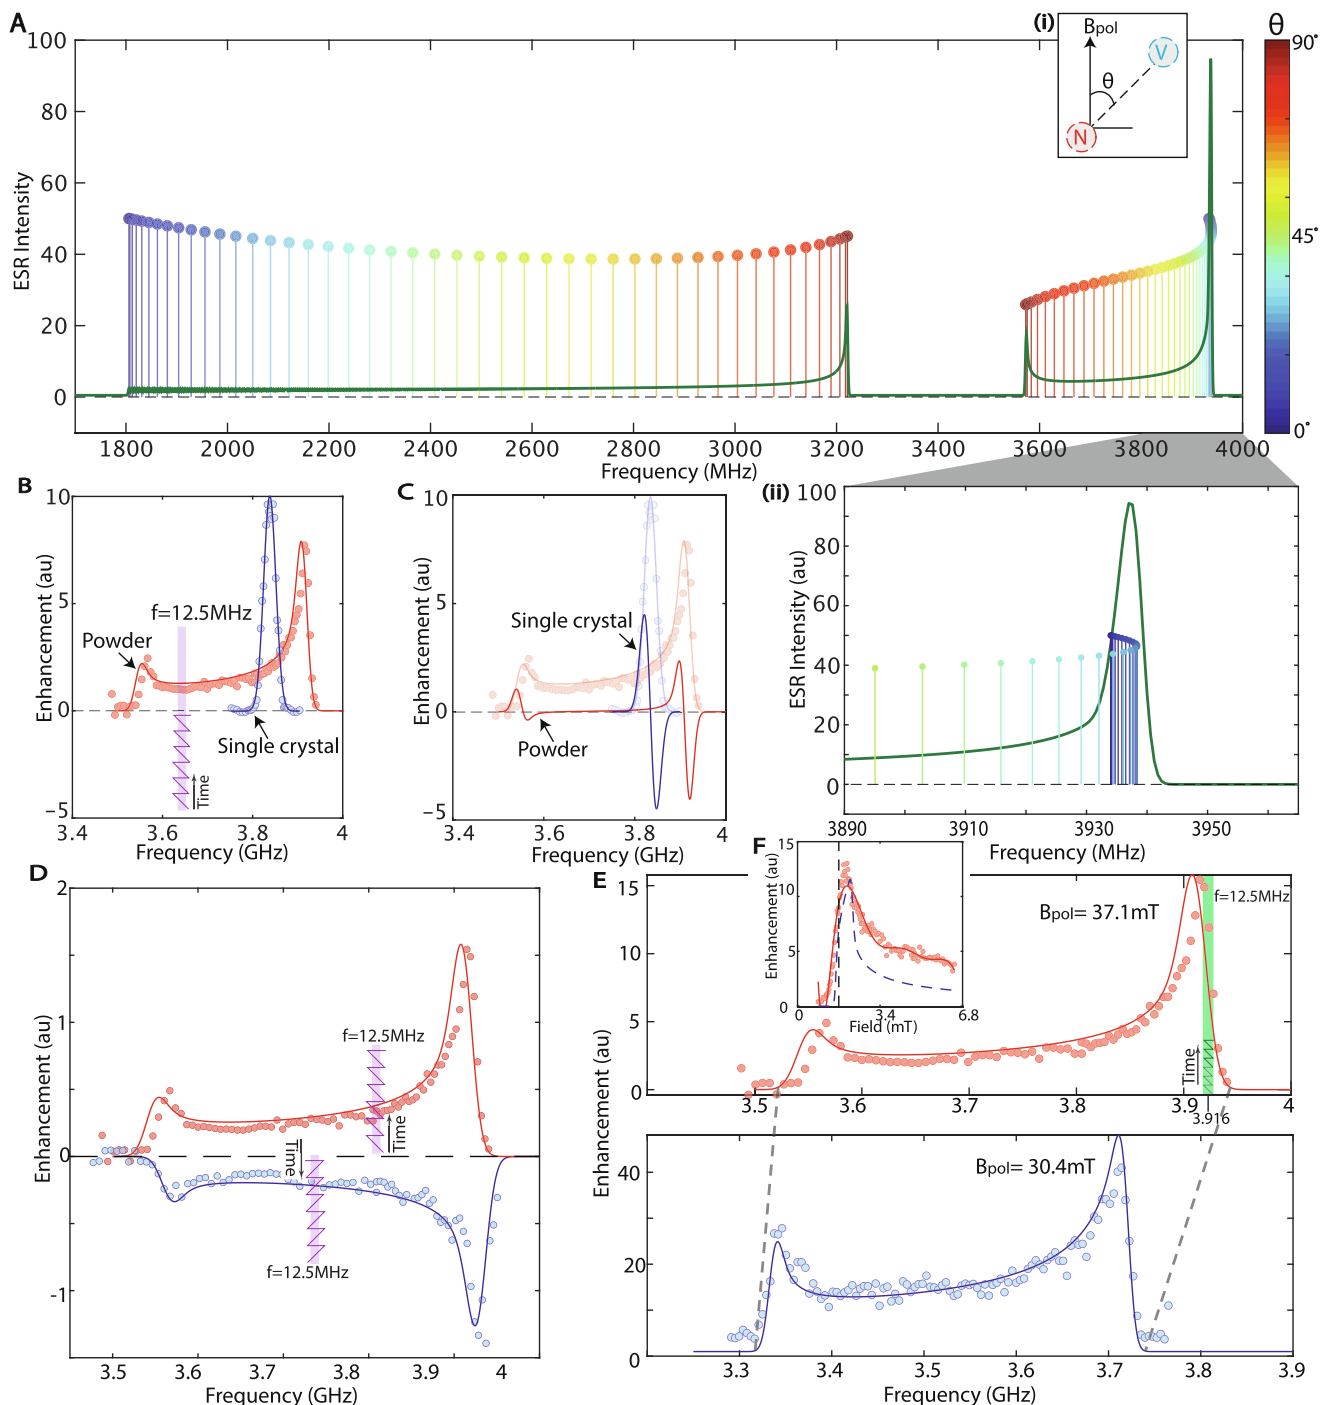 A
(i)
θ
100
80
60
40
20
0
ESR Intensity
Bpol
V
θ
N
90°
45°
0°
1800 2000 2200 2400 2600 2800 3000 3200 3400 3600 3800 4000
Frequency (MHz)
B
10
5
0
−5
Enhancement (au)
f=12.5MHz
Powder
Single crystal
Time
3.4 3.6 3.8 4
Frequency (GHz)
C
10
5
0
−5
Enhancement (au)
Single crystal
Powder
3.4 3.6 3.8 4
Frequency (GHz)
(ii)
100
80
60
40
20
0
ESR Intensity (au)
3890 3910 3930 3950
Frequency (MHz)
D
2
1
0
-1
Enhancement (au)
f=12.5MHz
Time
Time
f=12.5MHz
3.5 3.6 3.7 3.8 3.9 4
Frequency (GHz)
F
15
10
5
0
Enhancement (au)
0 3.4 6.8
Field (mT)
E
15
10
5
0
Enhancement (au)
Bpol= 37.1mT
f=12.5MHz
Time
3.5 3.6 3.7 3.8 3.9 4
3.916
40
20
0
Enhancement (au)
Bpol= 30.4mT
3.3 3.4 3.5 3.6 3.7 3.8 3.9
Frequency (GHz)